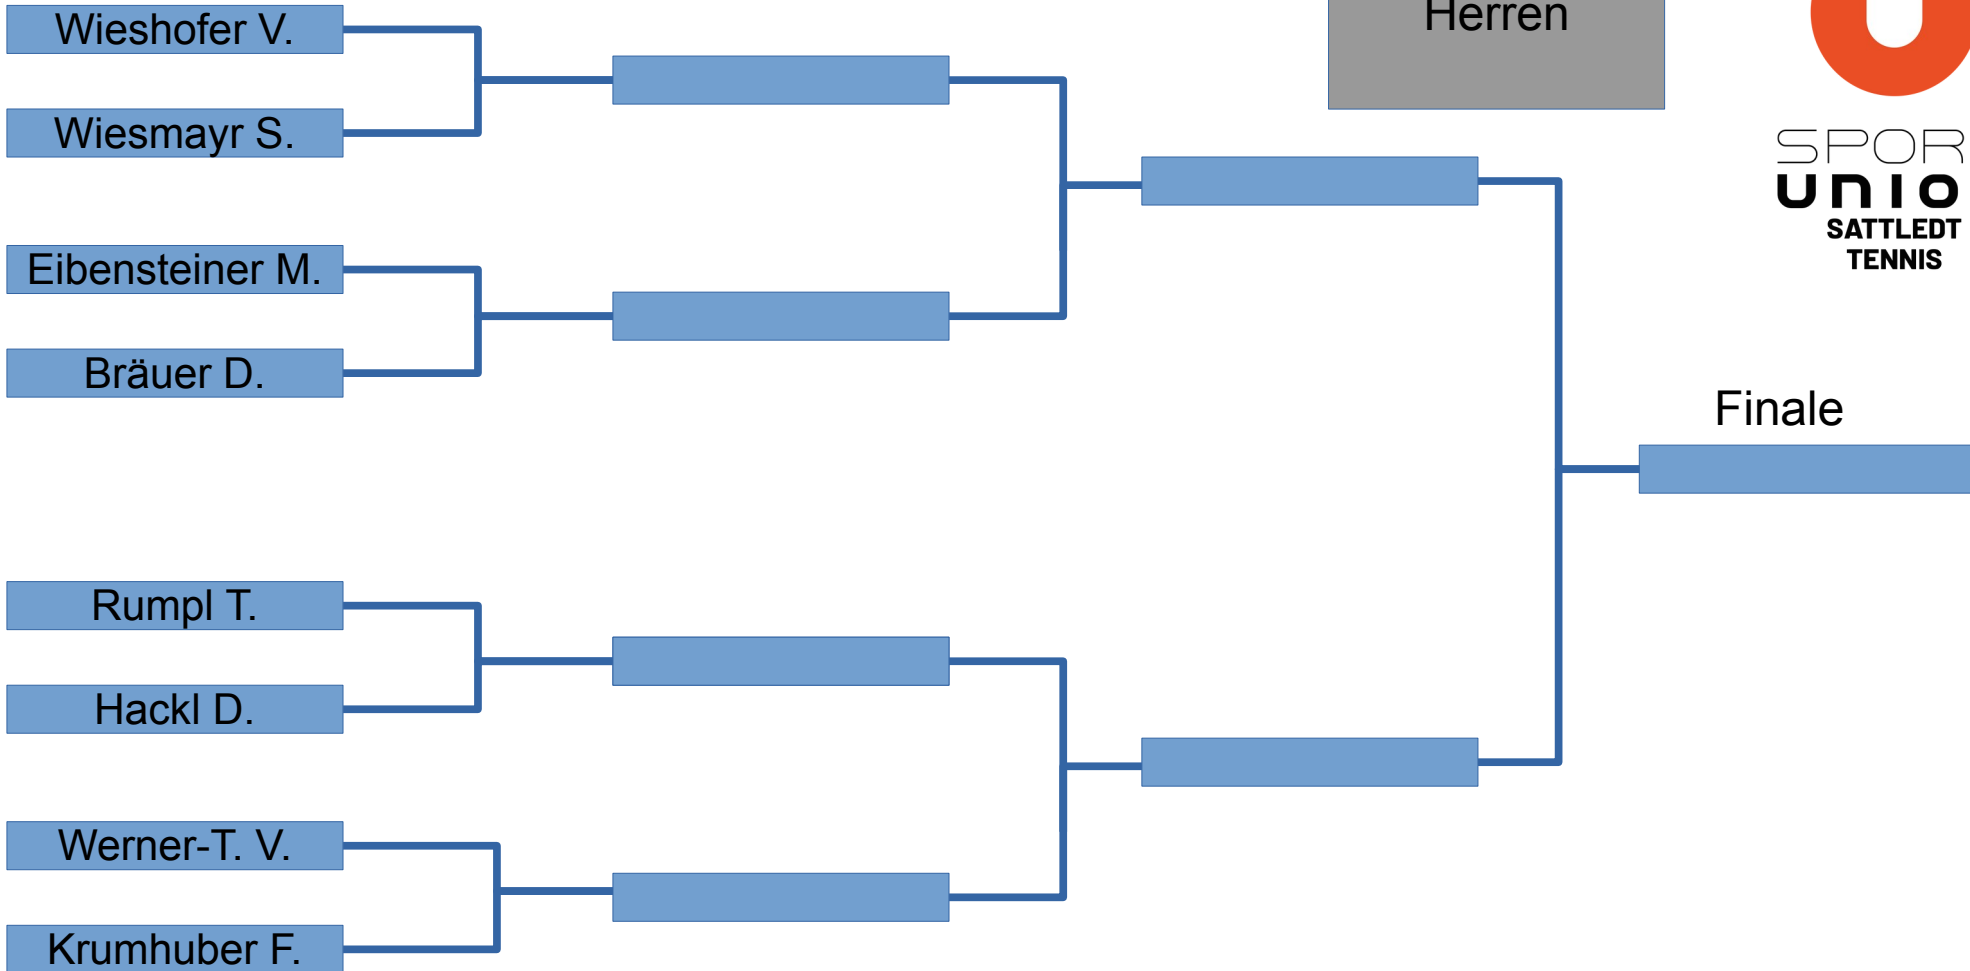 Herren
Wieshofer V.
Wiesmayr S.
SPOR
UNIO
SATTLEDT
TENNIS
Eibensteiner M.
Bräuer D.
Finale
Rumpl T.
Hackl D.
Werner-T. V.
Krumhuber F.